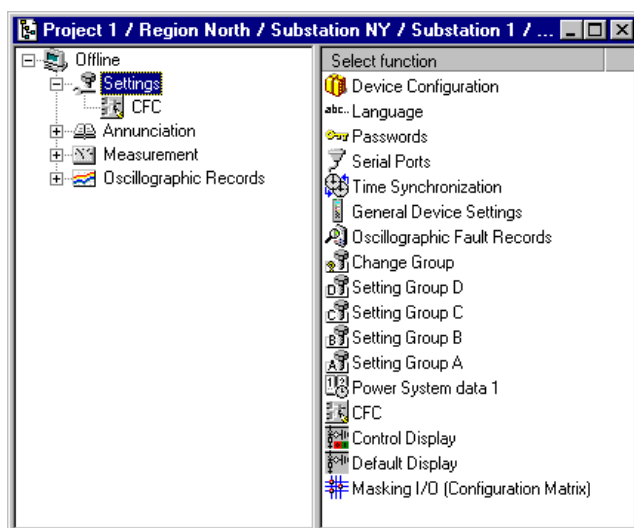 Project 1 / Region North / Substation NY / Substation 1 / ...
Offline
Settings
CFC
Annunciation
Measurement
Oscillographic Records
Select function
Device Configuration
abc.. Language
Passwords
Serial Ports
Time Synchronization
General Device Settings
Oscillographic Fault Records
Change Group
D Setting Group D
C Setting Group C
B Setting Group B
A Setting Group A
Power System data 1
CFC
Control Display
Default Display
Masking I/O (Configuration Matrix)